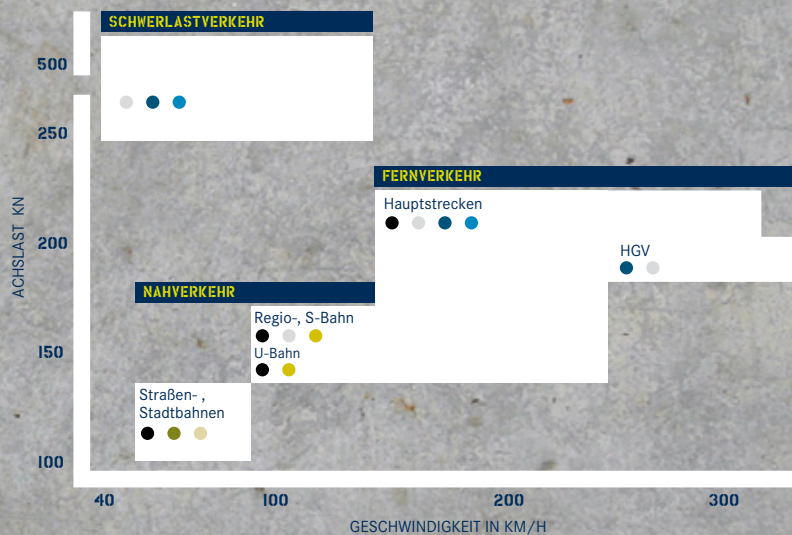 SCHWERLASTVERKEHR
500
250
FERNVERKEHR
Hauptstrecken
200
HGV
ACHSLAST KN
NAHVERKEHR
Regio-, S-Bahn
150
U-Bahn
Straßen- ,
Stadtbahnen
100
40 100 200 300
GESCHWINDIGKEIT IN KM/H